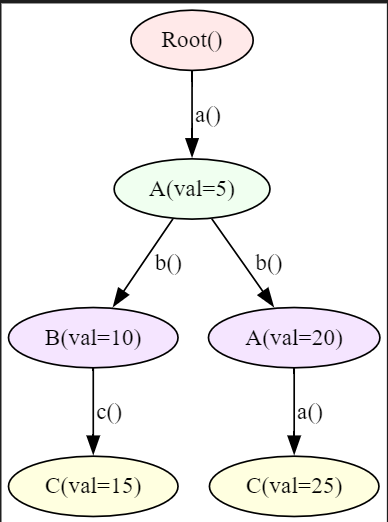 Root()
a()
A(val=5)
b()
b()
B(val=10)
A(val=20)
c()
a()
C(val=15)
C(val=25)